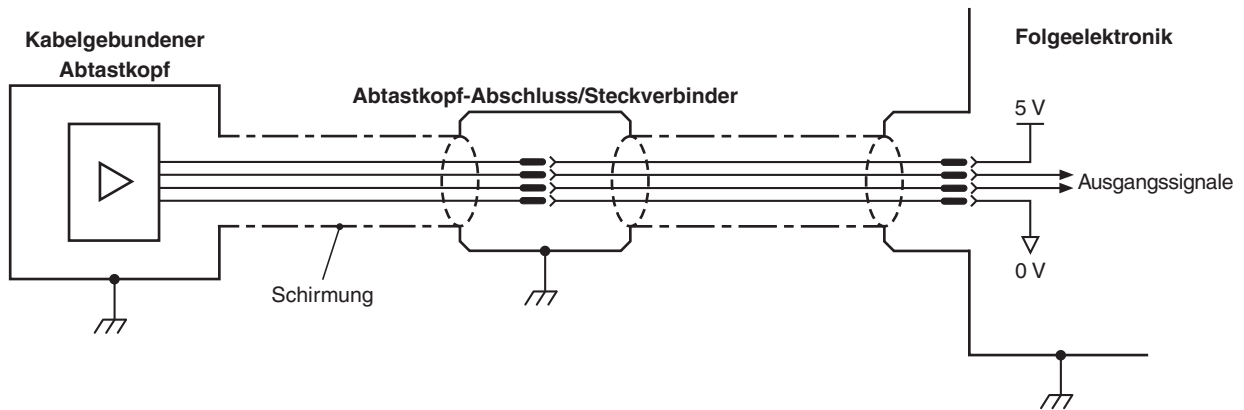 Kabelgebundener
Abtastkopf
Abtastkopf-Abschluss/Steckverbinder
Folgeelektronik
5 V
Ausgangssignale
0 V
Schirmung